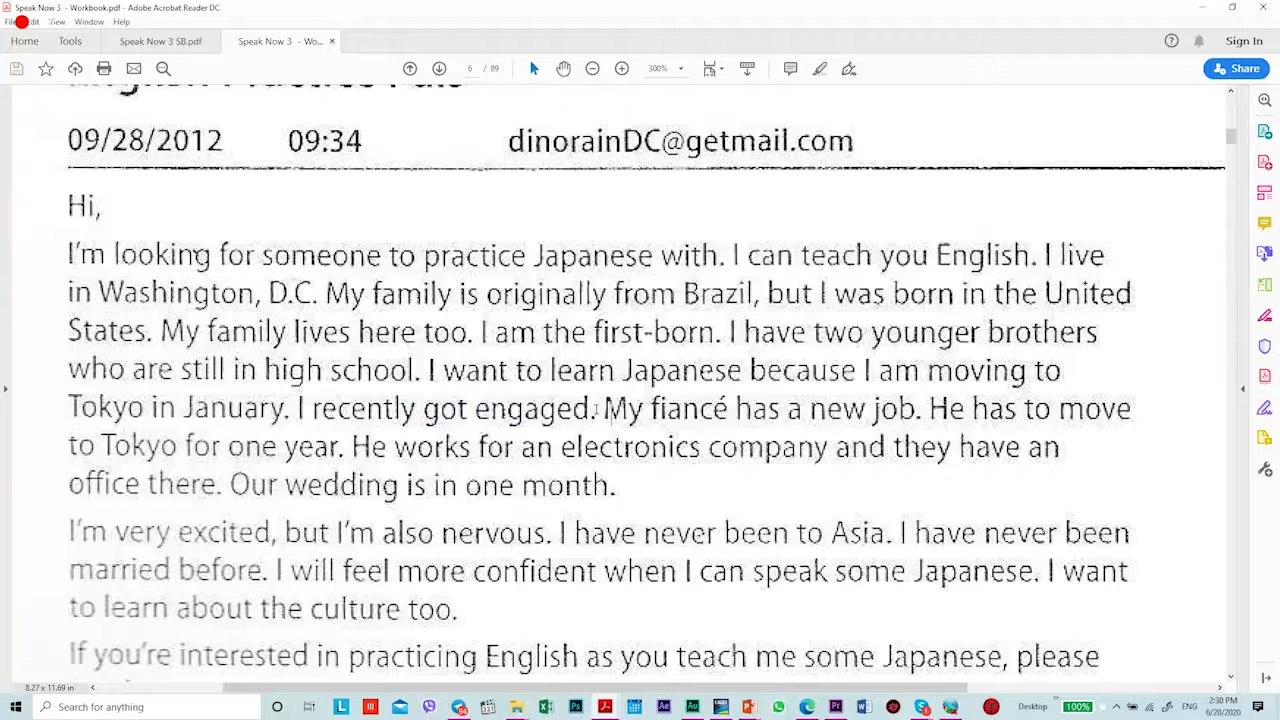 Speak Now 3 - Workbook.pdf - Adobe Acrobat Reader DC
View Window Help
Home Tools Speak Now 3 SB.pdf Speak Now 3 - Wo... × Sign In
6 / 89 300% Share
09/28/2012 09:34 dinorainDC@getmail.com
Hi,
I'm looking for someone to practice Japanese with. I can teach you English. I live
in Washington, D.C. My family is originally from Brazil, but I was born in the United
States. My family lives here too. I am the first-born. I have two younger brothers
who are still in high school. I want to learn Japanese because I am moving to
Tokyo in January. I recently got engaged. My fiancé has a new job. He has to move
to Tokyo for one year. He works for an electronics company and they have an
office there. Our wedding is in one month.
I'm very excited, but I'm also nervous. I have never been to Asia. I have never been
married before. I will feel more confident when I can speak some Japanese. I want
to learn about the culture too.
If you're interested in practicing English as you teach me some Japanese, please
8.27 x 11.69 in
Search for anything Desktop 100% ENG 2:30 PM
6/20/2020